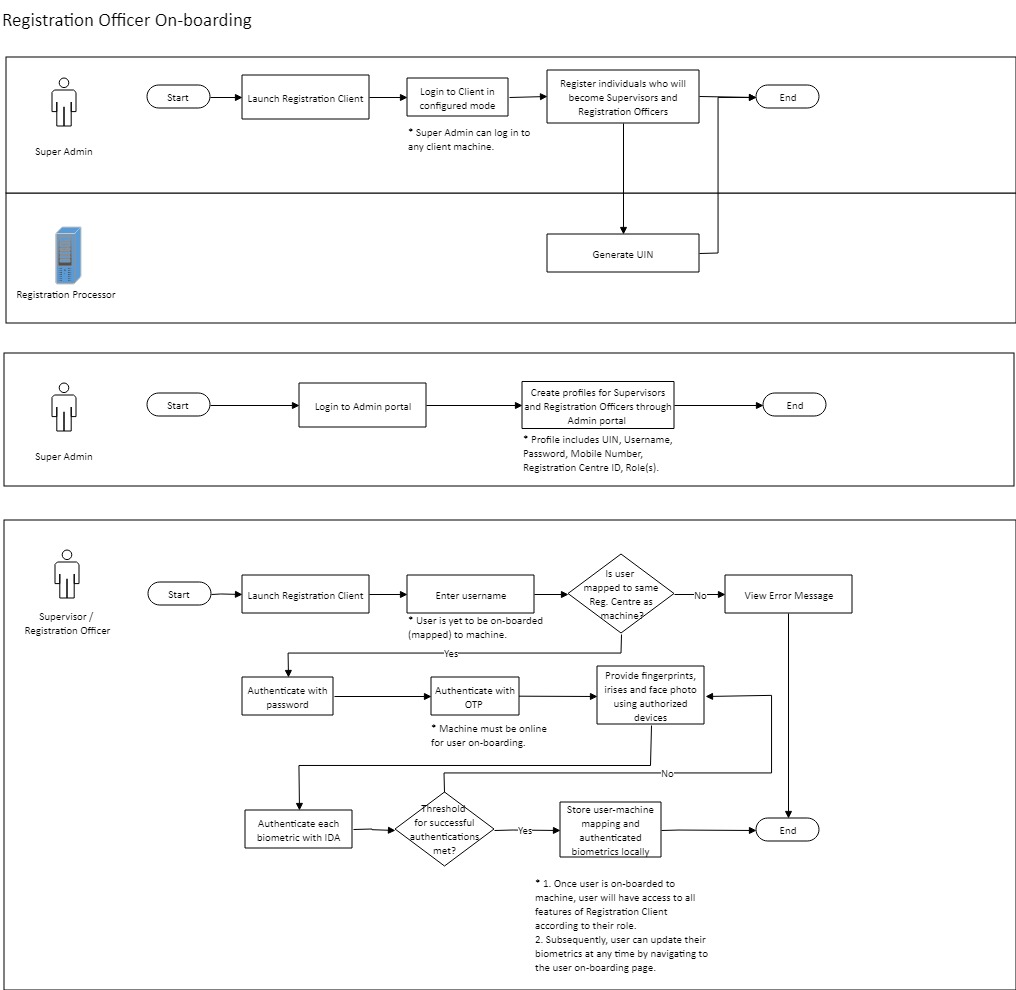 Registration Officer On-boarding
Start
Launch Registration Client
Login to Client in
configured mode
Register individuals who will
become Supervisors and
Registration Officers
End
* Super Admin can log in to
any client machine.
Super Admin
Generate UIN
Registration Processor
Start
Login to Admin portal
Create profiles for Supervisors
and Registration Officers through
Admin portal
End
* Profile includes UIN, Username,
Password, Mobile Number,
Registration Centre ID, Role(s).
Super Admin
Supervisor /
Registration Officer
Start
Launch Registration Client
Enter username
* User is yet to be on-boarded
(mapped) to machine.
Is user
mapped to same
Reg. Centre as
machine?
No
View Error Message
Yes
Authenticate with
password
Authenticate with
OTP
* Machine must be online
for user on-boarding.
Provide fingerprints,
irises and face photo
using authorized
devices
No
Authenticate each
biometric with IDA
Threshold
for successful
authentications
met?
Yes
Store user-machine
mapping and
authenticated
biometrics locally
End
* 1. Once user is on-boarded to
machine, user will have access to all
features of Registration Client
according to their role.
2. Subsequently, user can update their
biometrics at any time by navigating to
the user on-boarding page.